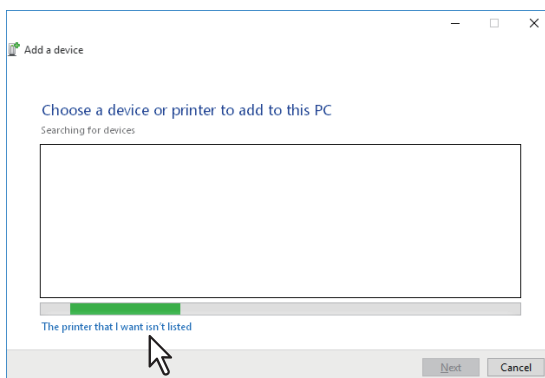 Add a device
Choose a device or printer to add to this PC
Searching for devices
The printer that I want isn't listed
Next Cancel